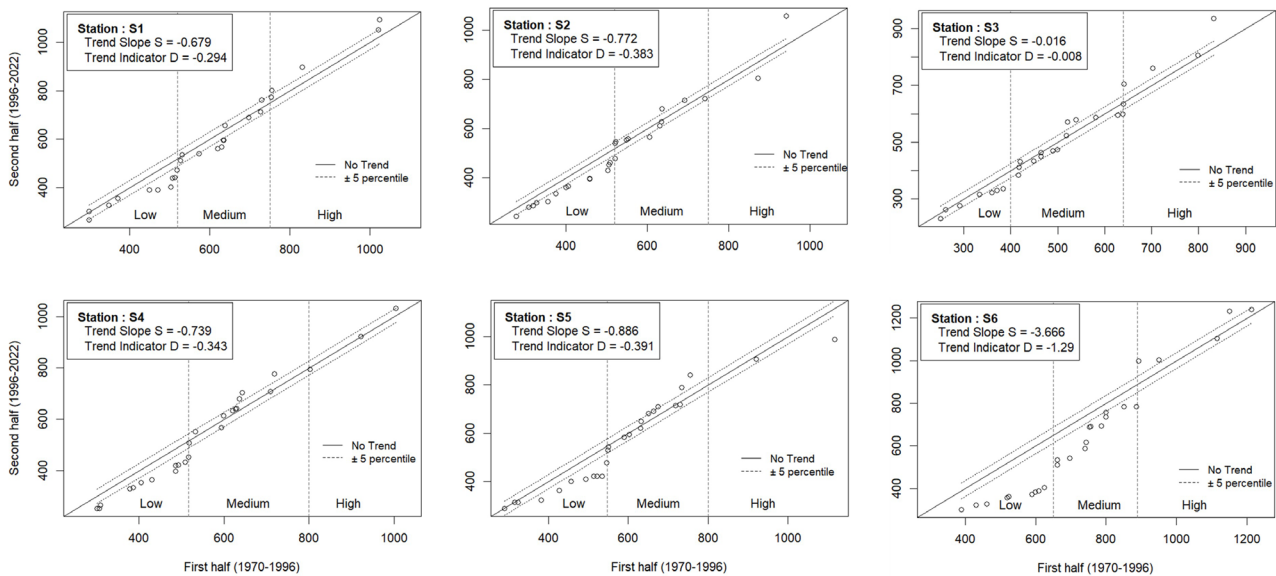 Station : S1
Trend Slope S = -0.679
Trend Indicator D = -0.294
Second half (1996-2022)
400 600 800 1000
No Trend
± 5 percentile
Low Medium High
400 600 800 1000
Station : S2
Trend Slope S = -0.772
Trend Indicator D = -0.383
400 600 800 1000
No Trend
± 5 percentile
Low Medium High
400 600 800 1000
Station : S3
Trend Slope S = -0.016
Trend Indicator D = -0.008
300 500 700 900
No Trend
± 5 percentile
Low Medium High
300 400 500 600 700 800 900
Station : S4
Trend Slope S = -0.739
Trend Indicator D = -0.343
Second half (1996-2022)
400 600 800 1000
No Trend
± 5 percentile
Low Medium High
400 600 800 1000
First half (1970-1996)
Station : S5
Trend Slope S = -0.886
Trend Indicator D = -0.391
400 600 800 1000
No Trend
± 5 percentile
Low Medium High
400 600 800 1000
First half (1970-1996)
Station : S6
Trend Slope S = -3.666
Trend Indicator D = -1.29
400 600 800 1000 1200
No Trend
± 5 percentile
Low Medium High
400 600 800 1000 1200
First half (1970-1996)